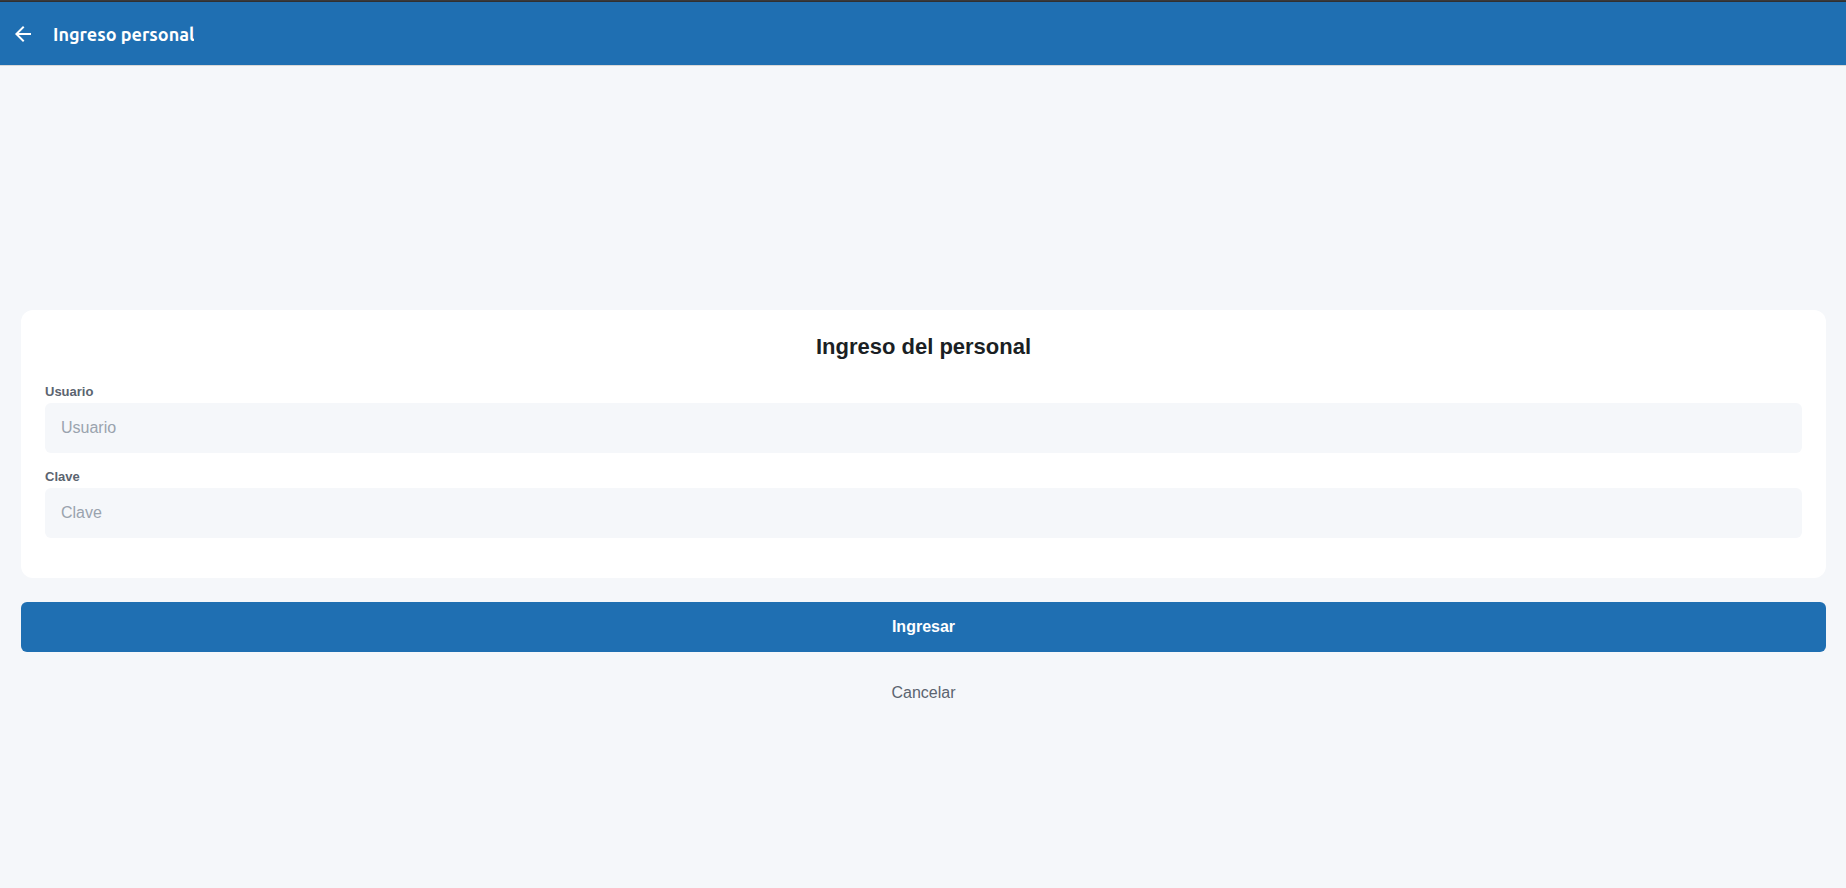 Ingreso personal
Ingreso del personal
Usuario
Usuario
Clave
Clave
Ingresar
Cancelar